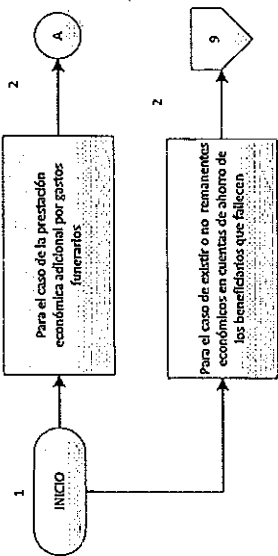 1
INICIO
Para el caso de la prestación
económica adicional por gastos
funerarios
2
A
Para el caso de existir o no remanentes
económicos en cuentas de ahorro de
los beneficiarios que fallecen
2
9